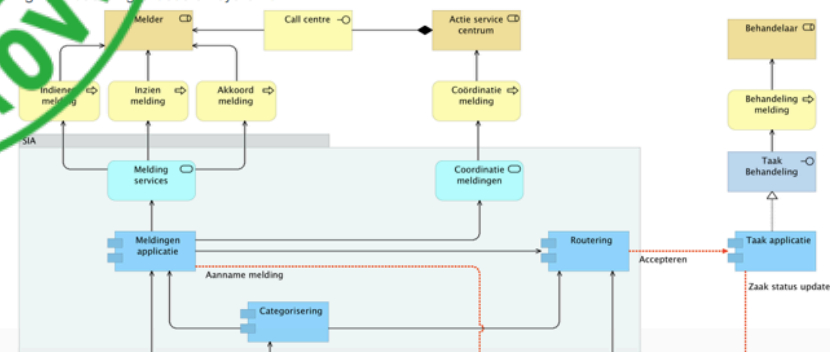 Melder
Call centre
Actie service
centrum
Behandelaar
Indienen
melding
Inzien
melding
Akkoord
melding
Coördinatie
melding
Behandeling
melding
SIA
Melding
services
Coordinatie
meldingen
Taak
Behandeling
Meldingen
applicatie
Routering
Taak applicatie
Accepteren
Aanname melding
Zaak status update
Categorisering